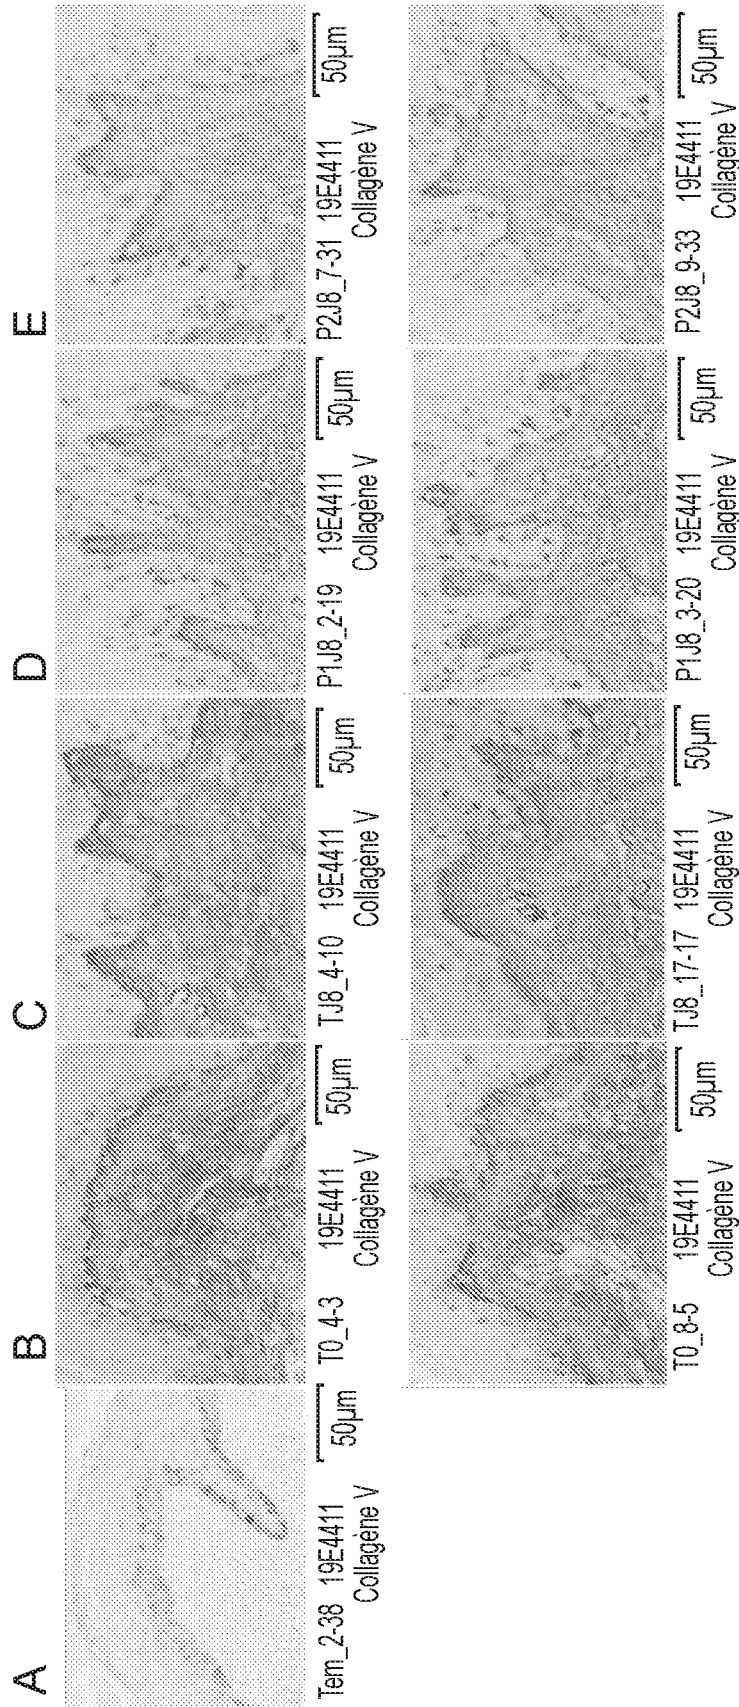 A
B
C
D
E
50µm
50µm
50µm
50µm
50µm
Tem_2-38 19E4411
Collagène V
T0_4-3 19E4411
Collagène V
TJ8_4-10 19E4411
Collagène V
P1J8_2-19 19E4411
Collagène V
P2J8_7-31 19E4411
Collagène V
50µm
50µm
50µm
50µm
T0_8-5 19E4411
Collagène V
TJ8_17-17 19E4411
Collagène V
P1J8_3-20 19E4411
Collagène V
P2J8_9-33 19E4411
Collagène V